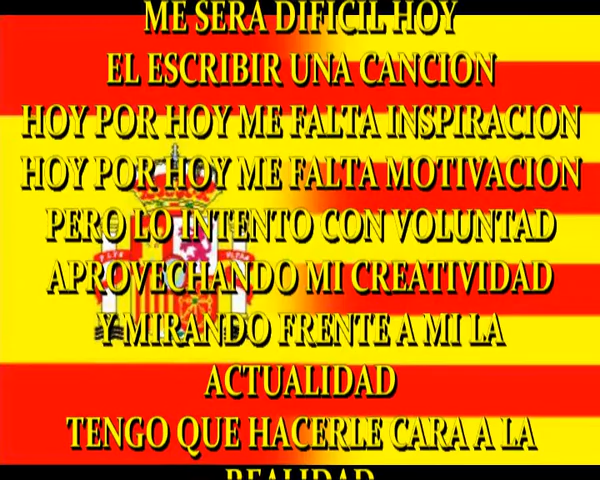 ME SERA DIFICIL HOY
EL ESCRIBIR UNA CANCION
HOY POR HOY ME FALTA INSPIRACION
HOY POR HOY ME FALTA MOTIVACION
PERO LO INTENTO CON VOLUNTAD
APROVECHANDO MI CREATIVIDAD
Y MIRANDO FRENTE A MI LA
ACTUALIDAD
TENGO QUE HACERLE CARA A LA
REALIDAD